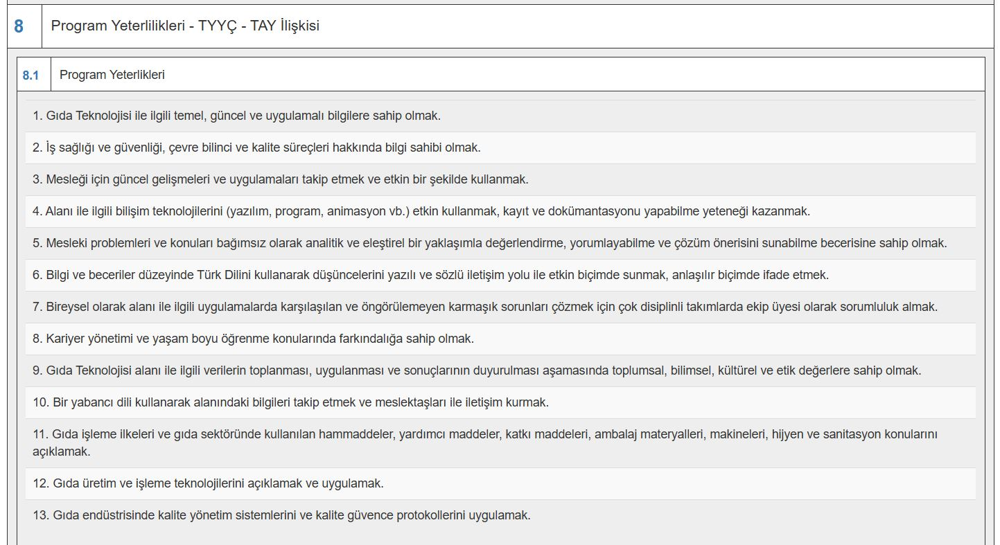 8
Program Yeterlilikleri - TYYÇ - TAY İlişkisi
8.1
Program Yeterlikleri
1. Gıda Teknolojisi ile ilgili temel, güncel ve uygulamalı bilgilere sahip olmak.
2. İş sağlığı ve güvenliği, çevre bilinci ve kalite süreçleri hakkında bilgi sahibi olmak.
3. Mesleği için güncel gelişmeleri ve uygulamaları takip etmek ve etkin bir şekilde kullanmak.
4. Alanı ile ilgili bilişim teknolojilerini (yazılım, program, animasyon vb.) etkin kullanmak, kayıt ve dokümantasyonu yapabilme yeteneği kazanmak.
5. Mesleki problemleri ve konuları bağımsız olarak analitik ve eleştirel bir yaklaşımla değerlendirme, yorumlayabilme ve çözüm önerisini sunabilme becerisine sahip olmak.
6. Bilgi ve beceriler düzeyinde Türk Dilini kullanarak düşüncelerini yazılı ve sözlü iletişim yolu ile etkin biçimde sunmak, anlaşılır biçimde ifade etmek.
7. Bireysel olarak alanı ile ilgili uygulamalarda karşılaşılan ve öngörülemeyen karmaşık sorunları çözmek için çok disiplinli takımlarda ekip üyesi olarak sorumluluk almak.
8. Kariyer yönetimi ve yaşam boyu öğrenme konularında farkındalığa sahip olmak.
9. Gıda Teknolojisi alanı ile ilgili verilerin toplanması, uygulanması ve sonuçlarının duyurulması aşamasında toplumsal, bilimsel, kültürel ve etik değerlere sahip olmak.
10. Bir yabancı dili kullanarak alanındaki bilgileri takip etmek ve meslektaşları ile iletişim kurmak.
11. Gıda işleme ilkeleri ve gıda sektöründe kullanılan hammaddeler, yardımcı maddeler, katkı maddeleri, ambalaj materyalleri, makineleri, hijyen ve sanitasyon konularını
açıklamak.
12. Gıda üretim ve işleme teknolojilerini açıklamak ve uygulamak.
13. Gıda endüstrisinde kalite yönetim sistemlerini ve kalite güvence protokollerini uygulamak.